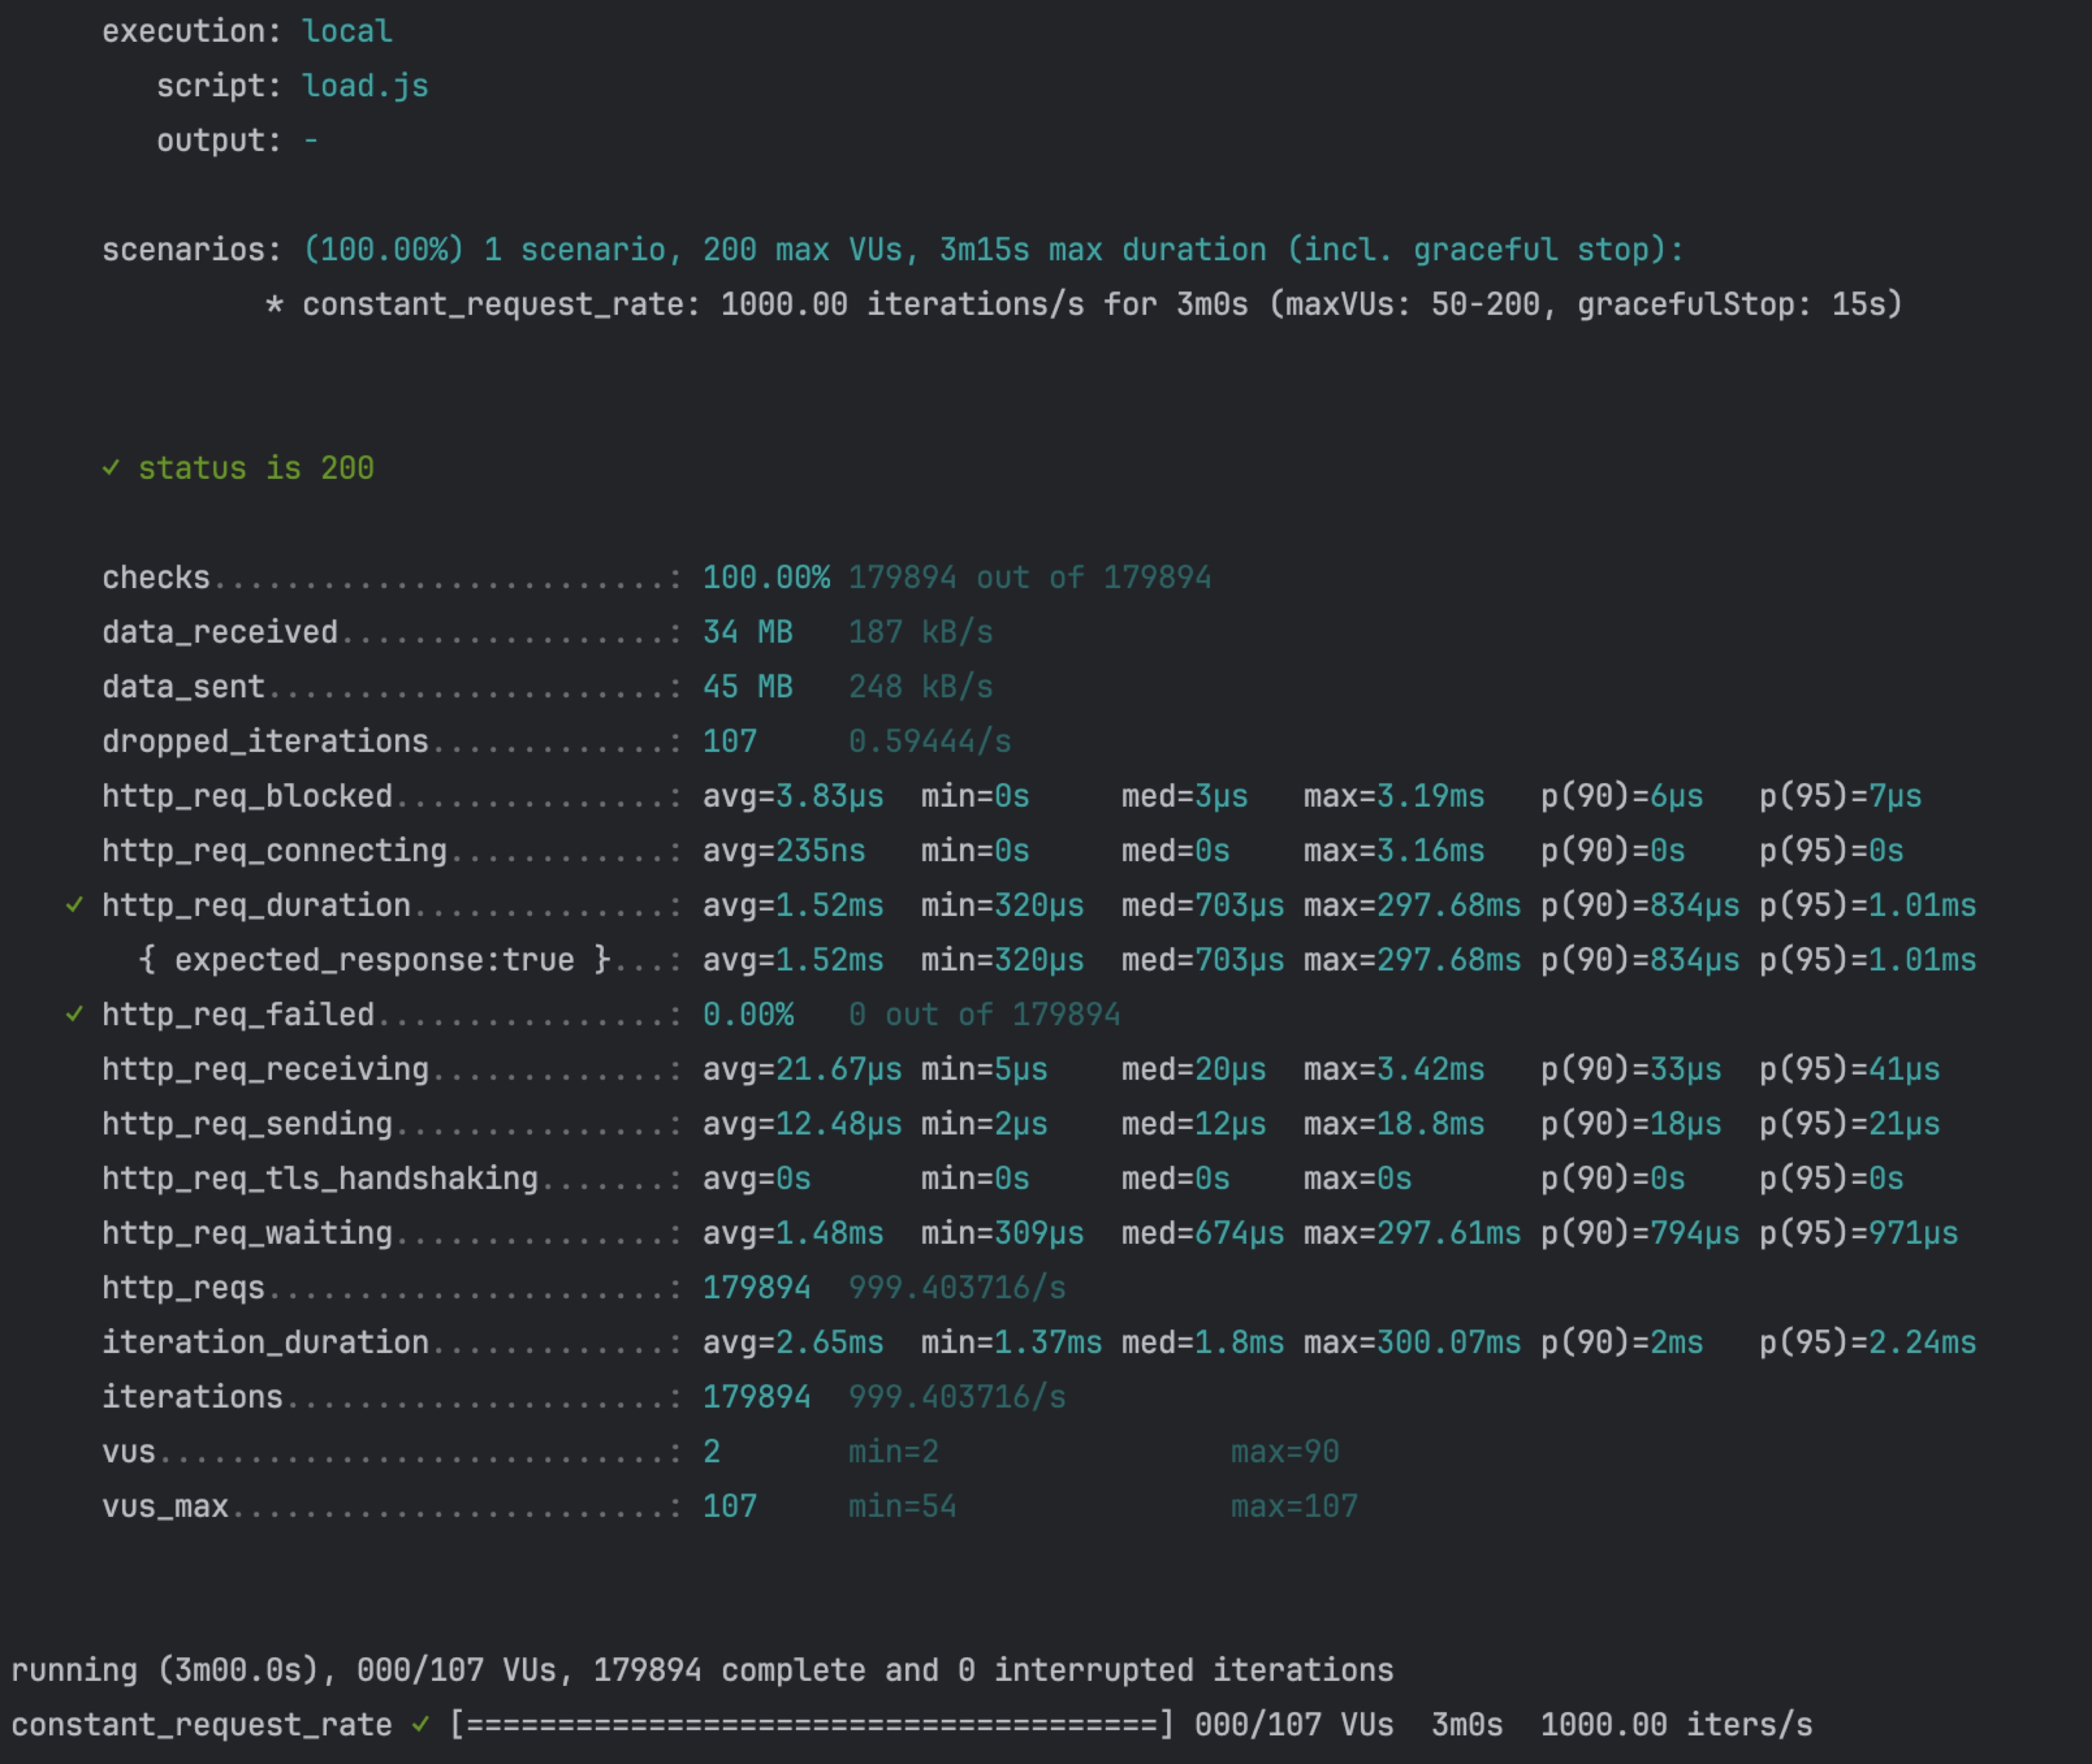 execution: local
script: load.js
output: -
scenarios: (100.00%) 1 scenario, 200 max VUs, 3m15s max duration (incl. graceful stop):
* constant_request_rate: 1000.00 iterations/s for 3m0s (maxVUs: 50-200, gracefulStop: 15s)
✓ status is 200
checks.........................: 100.00% 179894 out of 179894
data_received..................: 34 MB 187 kB/s
data_sent......................: 45 MB 248 kB/s
dropped_iterations.............: 107 0.59444/s
http_req_blocked...............: avg=3.83µs min=0s med=3µs max=3.19ms p(90)=6µs p(95)=7µs
http_req_connecting............: avg=235ns min=0s med=0s max=3.16ms p(90)=0s p(95)=0s
✓ http_req_duration..............: avg=1.52ms min=320µs med=703µs max=297.68ms p(90)=834µs p(95)=1.01ms
{ expected_response:true }...: avg=1.52ms min=320µs med=703µs max=297.68ms p(90)=834µs p(95)=1.01ms
✓ http_req_failed................: 0.00% 0 out of 179894
http_req_receiving.............: avg=21.67µs min=5µs med=20µs max=3.42ms p(90)=33µs p(95)=41µs
http_req_sending...............: avg=12.48µs min=2µs med=12µs max=18.8ms p(90)=18µs p(95)=21µs
http_req_tls_handshaking.......: avg=0s min=0s med=0s max=0s p(90)=0s p(95)=0s
http_req_waiting...............: avg=1.48ms min=309µs med=674µs max=297.61ms p(90)=794µs p(95)=971µs
http_reqs......................: 179894 999.403716/s
iteration_duration.............: avg=2.65ms min=1.37ms med=1.8ms max=300.07ms p(90)=2ms p(95)=2.24ms
iterations.....................: 179894 999.403716/s
vus............................: 2 min=2 max=90
vus_max........................: 107 min=54 max=107
running (3m00.0s), 000/107 VUs, 179894 complete and 0 interrupted iterations
constant_request_rate ✓ [======================================] 000/107 VUs 3m0s 1000.00 iters/s